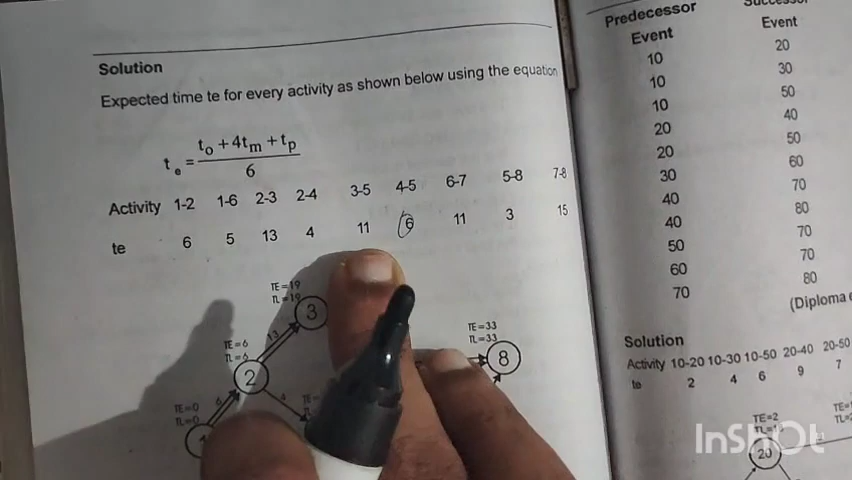 Solution
Expected time te for every activity as shown below using the equation
t e = to + 4tm + tp / 6
Activity 1-2 1-6 2-3 2-4 3-5 4-5 6-7 5-8 7-8
te 6 5 13 4 11 6 11 3 15
TE=19
TL=19
3
13
TE=6
TL=6
2
6
4
TE=0
TL=0
TE=33
TL=33
8
Predecessor
Event
10
10
10
20
20
30
40
40
50
60
70
Successor
Event
20
30
50
40
50
60
70
80
70
70
80
(Diploma
Solution
Activity 10-20 10-30 10-50 20-40 20-50
te 2 4 6 9 7
TE=2
20
InShOt